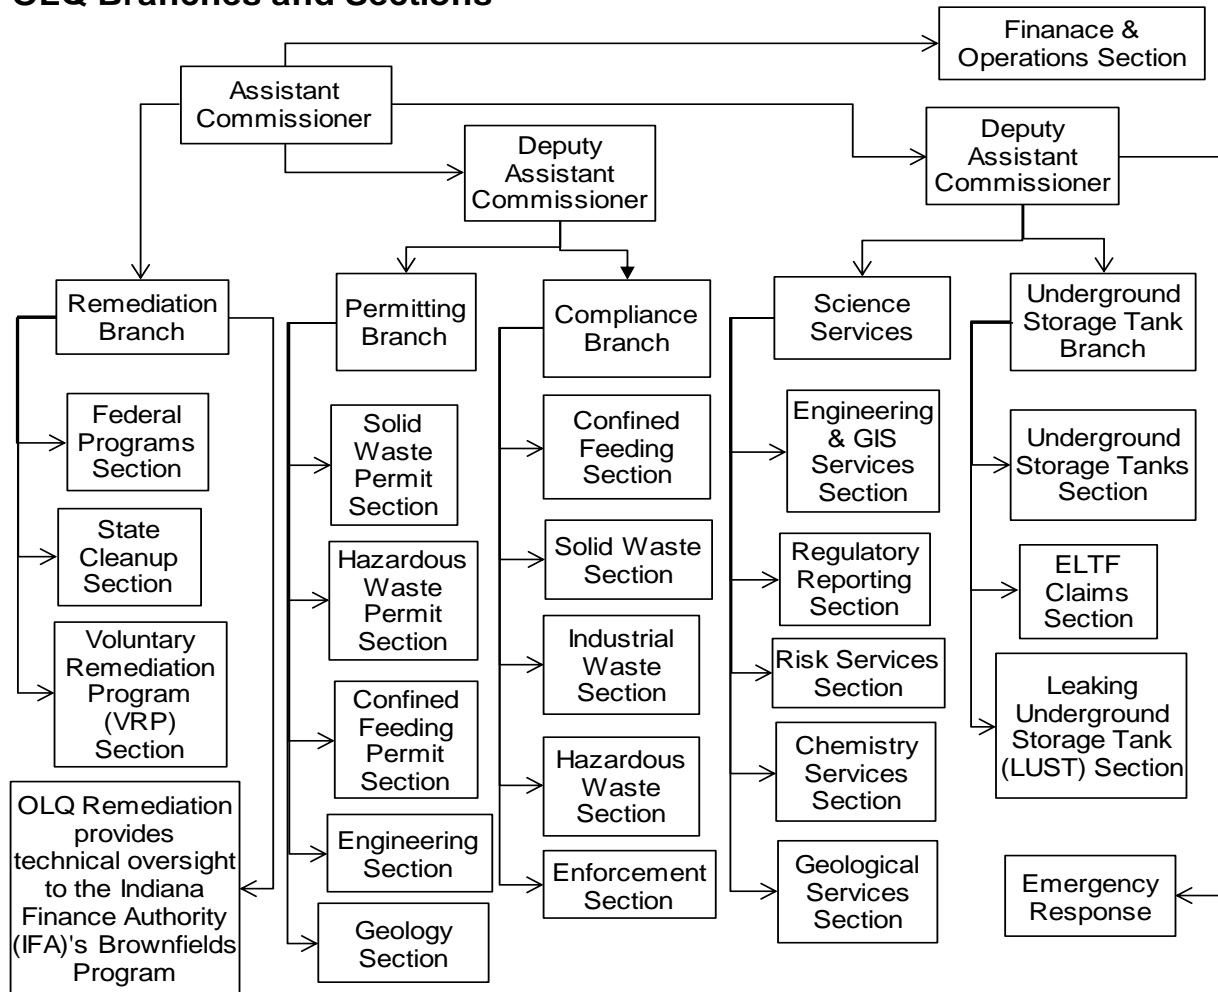 OLQ Branches and Sections
Finanace &
Operations Section
Assistant
Commissioner
Deputy
Assistant
Commissioner
Deputy
Assistant
Commissioner
Remediation
Branch
Federal
Programs
Section
State
Cleanup
Section
Voluntary
Remediation
Program
(VRP)
Section
OLQ Remediation
provides
technical oversight
to the Indiana
Finance Authority
(IFA)'s Brownfields
Program
Permitting
Branch
Solid
Waste
Permit
Section
Hazardous
Waste
Permit
Section
Confined
Feeding
Permit
Section
Engineering
Section
Geology
Section
Compliance
Branch
Confined
Feeding
Section
Solid Waste
Section
Industrial
Waste
Section
Hazardous
Waste
Section
Enforcement
Section
Science
Services
Engineering
& GIS
Services
Section
Regulatory
Reporting
Section
Risk Services
Section
Chemistry
Services
Section
Geological
Services
Section
Underground
Storage Tank
Branch
Underground
Storage Tanks
Section
ELTF
Claims
Section
Leaking
Underground
Storage Tank
(LUST) Section
Emergency
Response